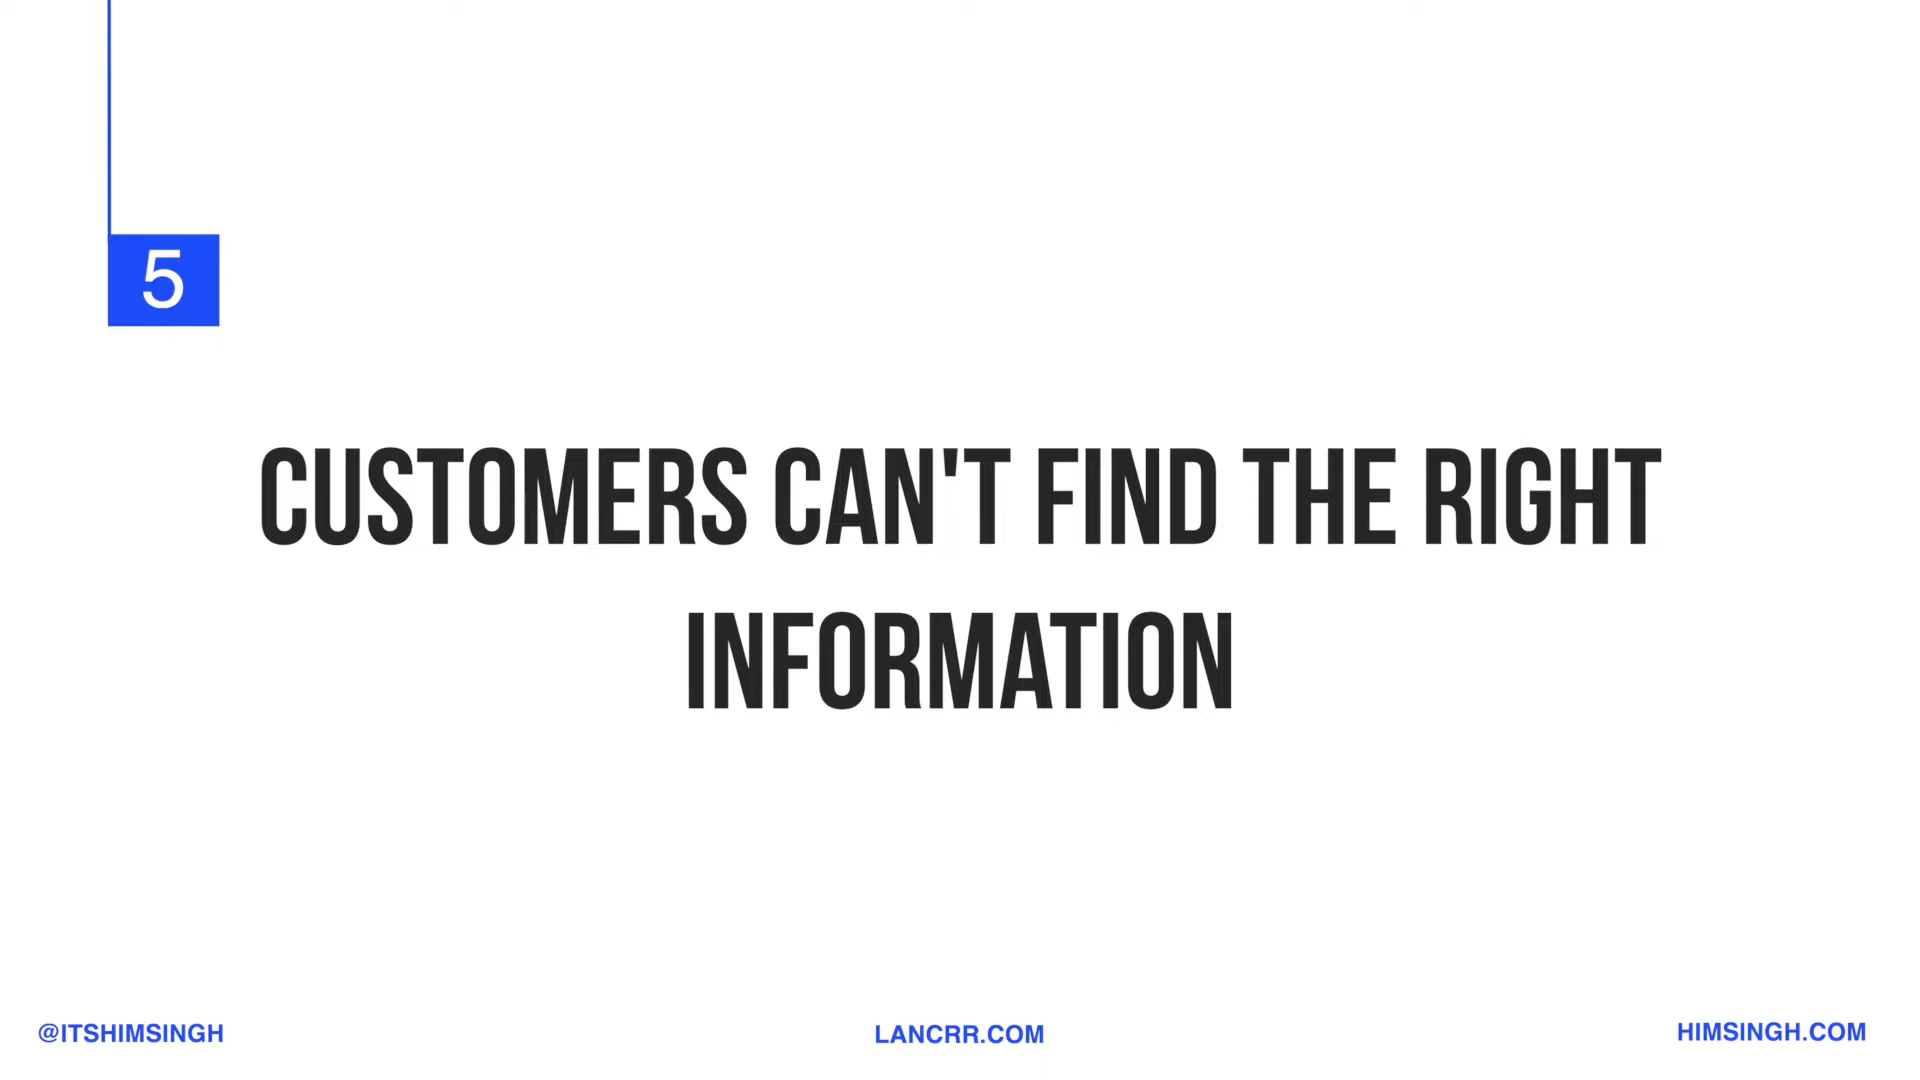 5
CUSTOMERS CAN'T FIND THE RIGHT
INFORMATION
@ITSHIMSINGH
LANCRR.COM
HIMSINGH.COM